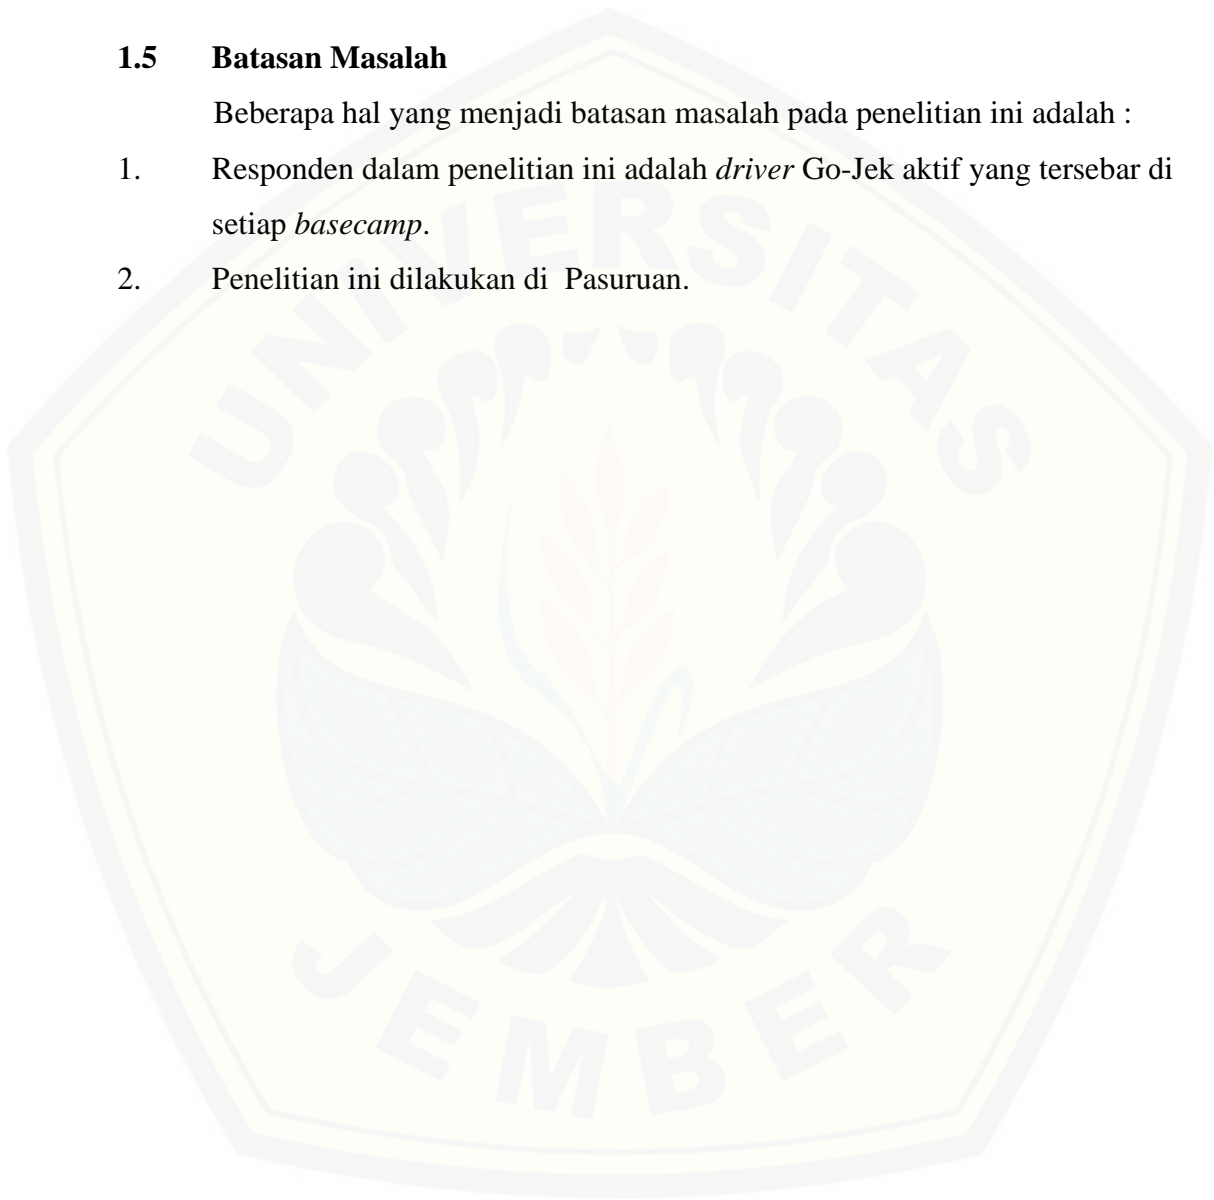 1.5 Batasan Masalah
Beberapa hal yang menjadi batasan masalah pada penelitian ini adalah :
1. Responden dalam penelitian ini adalah driver Go-Jek aktif yang tersebar di
setiap basecamp.
2. Penelitian ini dilakukan di  Pasuruan.
UNIVERSITAS
JEMBER